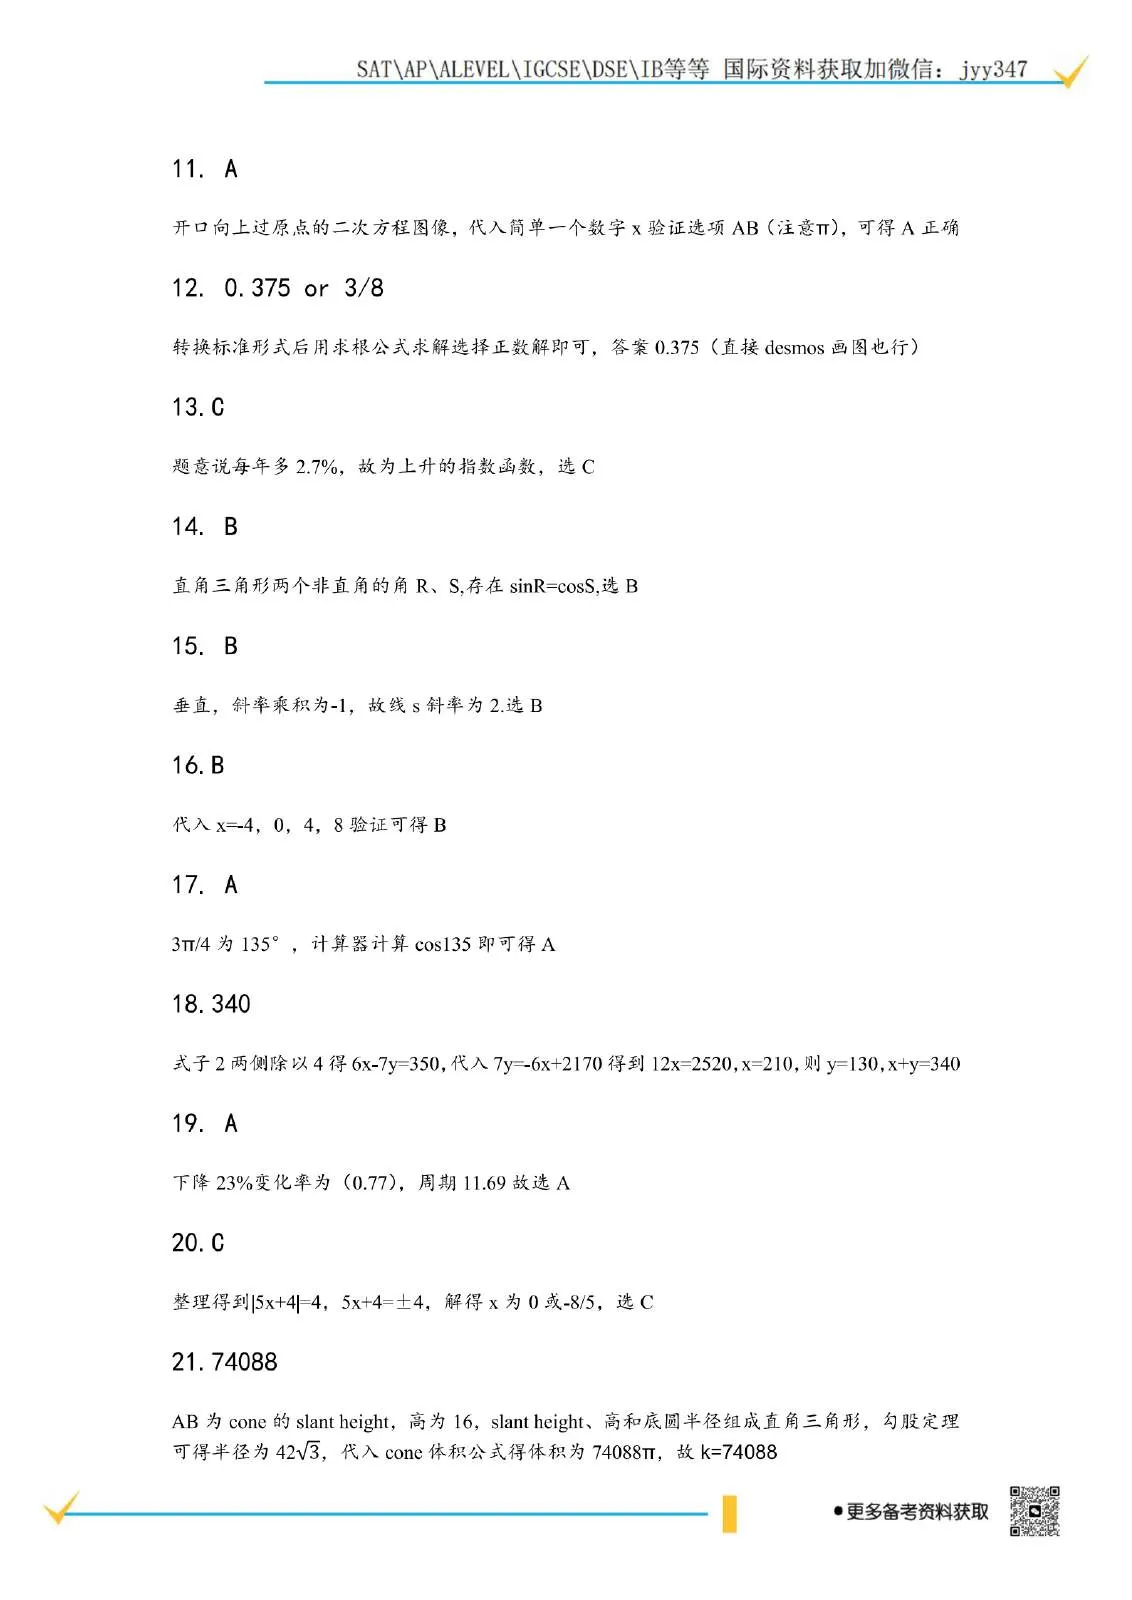 SAT\AP\ALEVEL\IGCSE\DSE\IB等等 国际资料获取加微信：jyy347
11. A
开口向上过原点的二次方程图像，代入简单一个数字 x 验证选项 AB（注意π），可得 A 正确
12. 0.375 or 3/8
转换标准形式后用求根公式求解选择正数解即可，答案 0.375（直接 desmos 画图也行）
13.C
题意说每年多 2.7%，故为上升的指数函数，选 C
14. B
直角三角形两个非直角的角 R、S,存在 sinR=cosS,选 B
15. B
垂直，斜率乘积为-1，故线 s 斜率为 2.选 B
16.B
代入 x=-4，0，4，8 验证可得 B
17. A
3π/4 为 135°，计算器计算 cos135 即可得 A
18.340
式子 2 两侧除以 4 得 6x-7y=350,代入 7y=-6x+2170 得到 12x=2520,x=210,则 y=130,x+y=340
19. A
下降 23%变化率为（0.77），周期 11.69 故选 A
20.C
整理得到|5x+4|=4，5x+4=±4，解得 x 为 0 或-8/5，选 C
21.74088
AB 为 cone 的 slant height，高为 16，slant height、高和底圆半径组成直角三角形，勾股定理
可得半径为 42√3，代入 cone 体积公式得体积为 74088π，故 k=74088
●更多备考资料获取